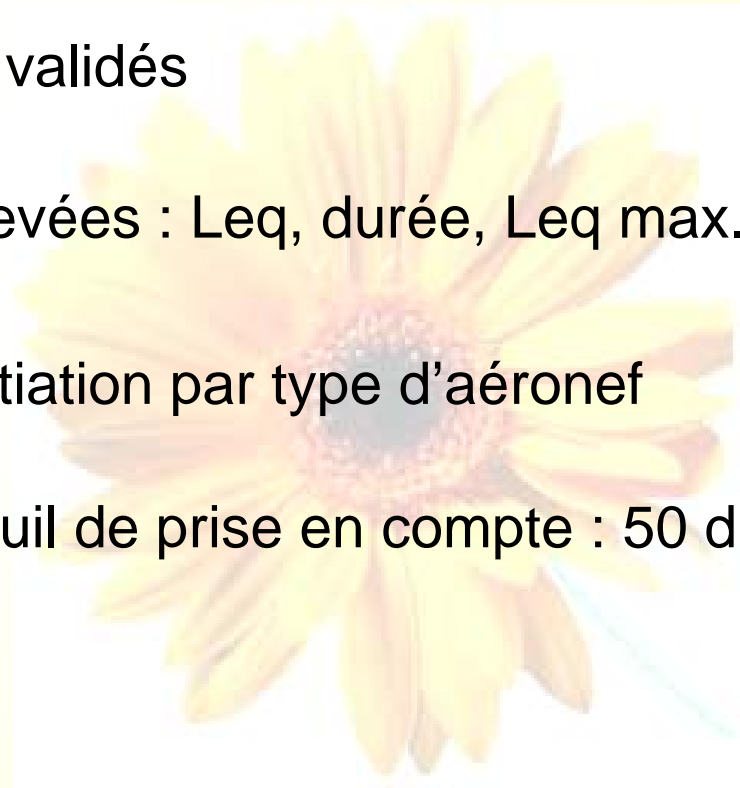 validés
evées : Leq, durée, Leq max.
tiation par type d’aéronef
uil de prise en compte : 50 d